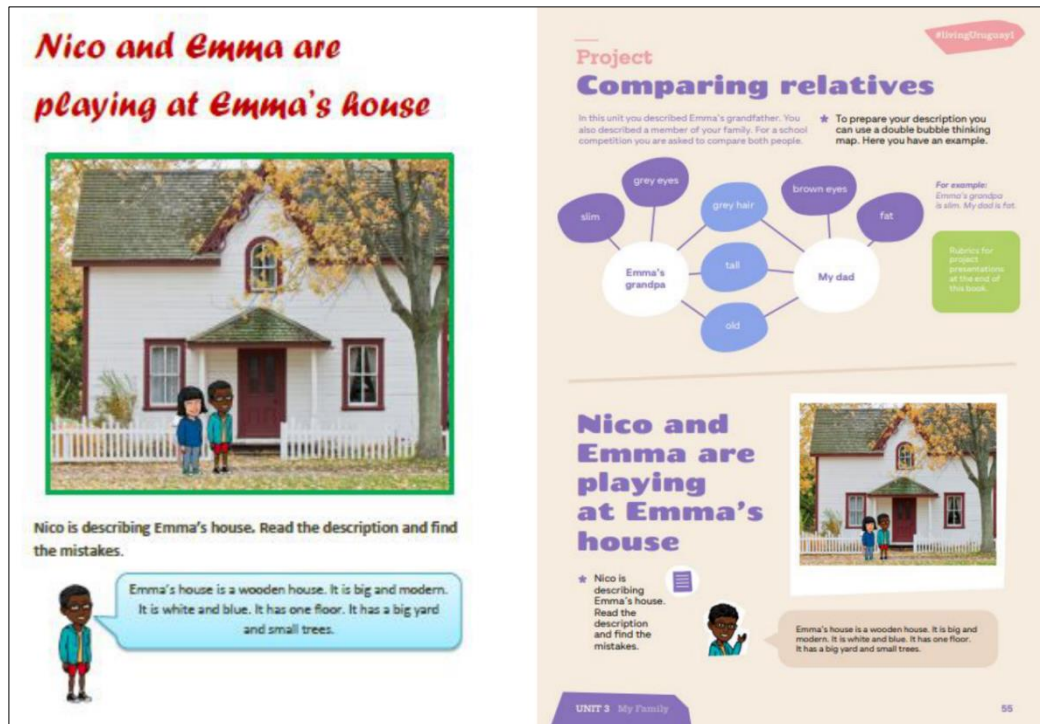 Nico and Emma are
playing at Emma's house
Nico is describing Emma's house. Read the description and find
the mistakes.
Emma's house is a wooden house. It is big and modern.
It is white and blue. It has one floor. It has a big yard
and small trees.
#livingUruguay1
Project
Comparing relatives
In this unit you described Emma's grandfather. You
also described a member of your family. For a school
competition you are asked to compare both people.
★ To prepare your description you
can use a double bubble thinking
map. Here you have an example.
slim
grey eyes
grey hair
brown eyes
fat
Emma's
grandpa
tall
My dad
old
For example:
Emma's grandpa
is slim. My dad is fat.
Rubrics for
project
presentations
at the end of
this book.
Nico and
Emma are
playing
at Emma's
house
★ Nico is
describing
Emma's house.
Read the
description
and find the
mistakes.
Emma's house is a wooden house. It is big and
modern. It is white and blue. It has one floor.
It has a big yard and small trees.
UNIT 3 My Family
55